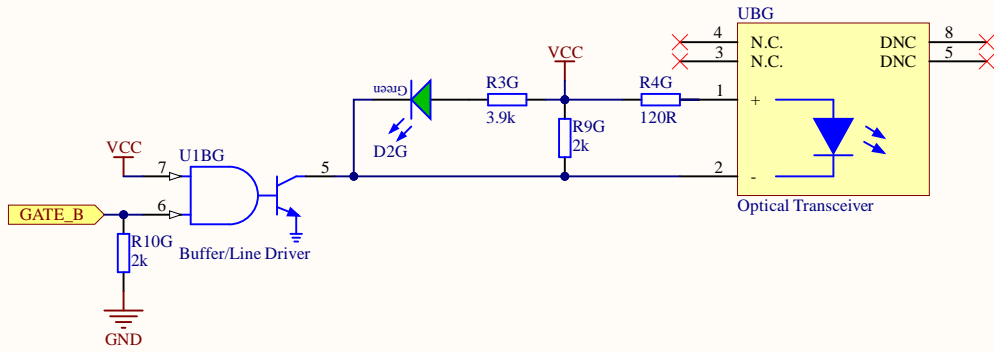 UBG
4 N.C. DNC 8
3 N.C. DNC 5
VCC
Green
R3G
3.9k
R4G
120R
1 +
D2G
R9G
2k
VCC
U1BG
7
5
2 -
GATE_B
6
Optical Transceiver
R10G
2k
Buffer/Line Driver
GND